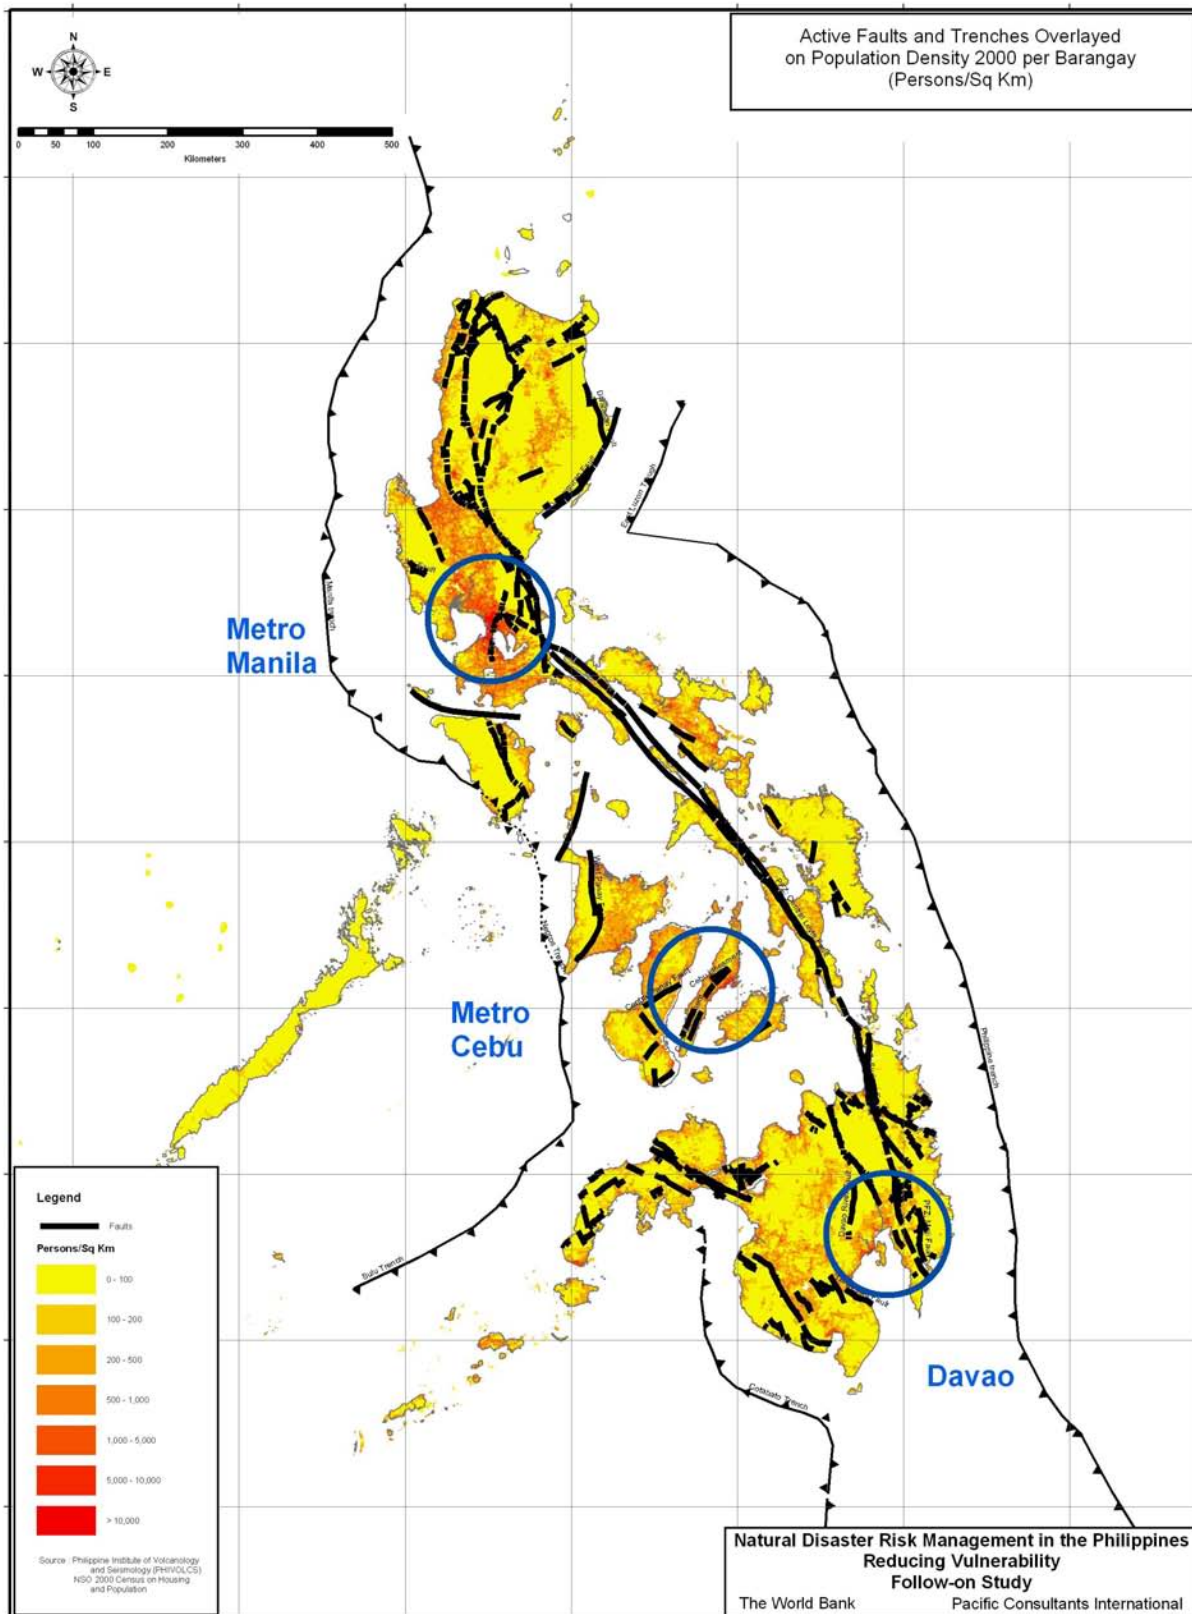 Active Faults and Trenches Overlayed
on Population Density 2000 per Barangay
(Persons/Sq Km)
N
W
E
S
0
50
100
200
300
400
500
Kilometers
East Luzon Trough
Manila trench
Metro
Manila
Negros Trench
Metro
Cebu
Philippine trench
Sulu Trench
Cotabato Trench
Davao
Legend
Faults
Persons/Sq Km
0 - 100
100 - 200
200 - 500
500 - 1,000
1,000 - 5,000
5,000 - 10,000
> 10,000
Source : Philippine Institute of Volcanology
and Seismology (PHIVOLCS)
NSO 2000 Census on Housing
and Population
Natural Disaster Risk Management in the Philippines
Reducing Vulnerability
Follow-on Study
The World Bank
Pacific Consultants International